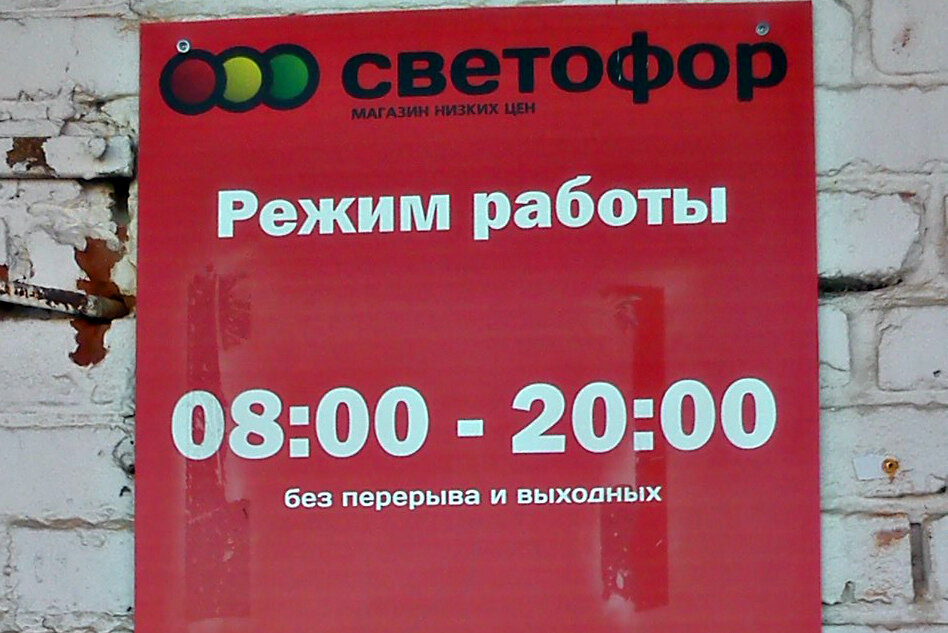 светофор
МАГАЗИН НИЗКИХ ЦЕН
Режим работы
08:00 - 20:00
без перерыва и выходных